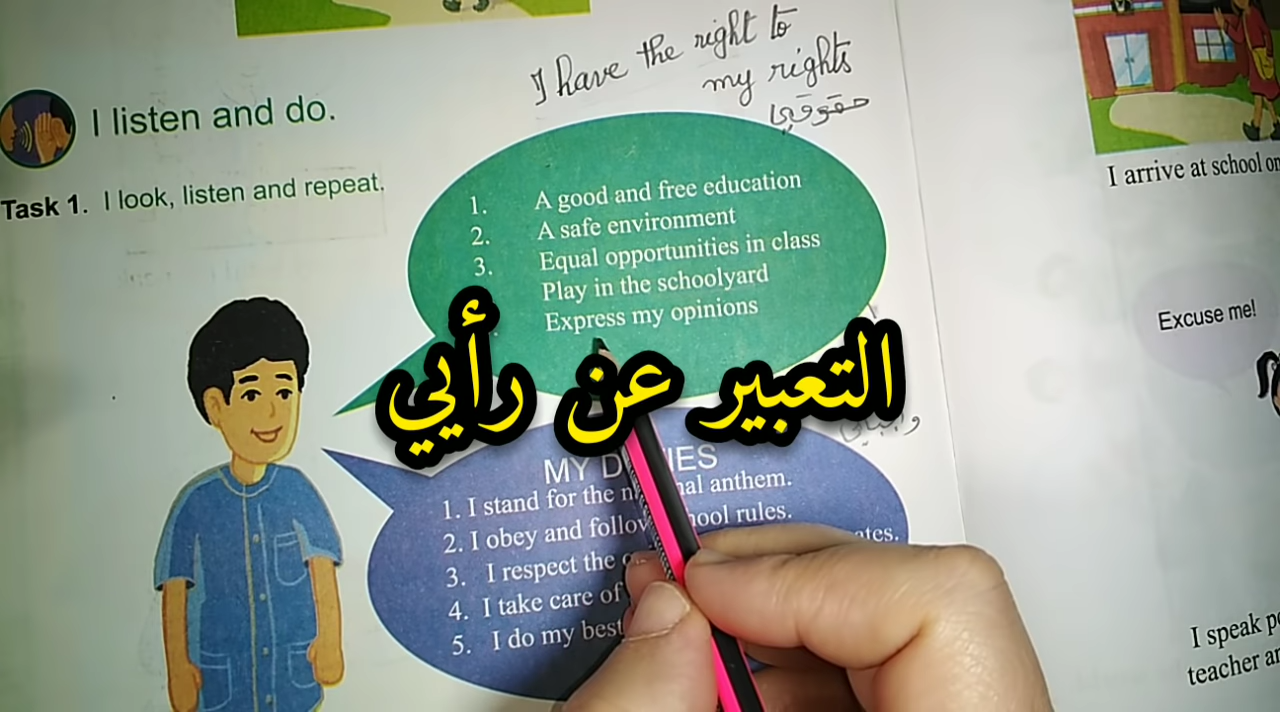 I have the right to
my rights
حقوقي
I listen and do.
Task 1. I look, listen and repeat.
1. A good and free education
2. A safe environment
3. Equal opportunities in class
Play in the schoolyard
Express my opinions
التعبير عن رأيي
MY
1. I stand for the anthem.
2. I obey and follow school rules.
3. I respect the
4. I take care of
5. I do my best
I arrive at school on
Excuse me!
I speak
teacher